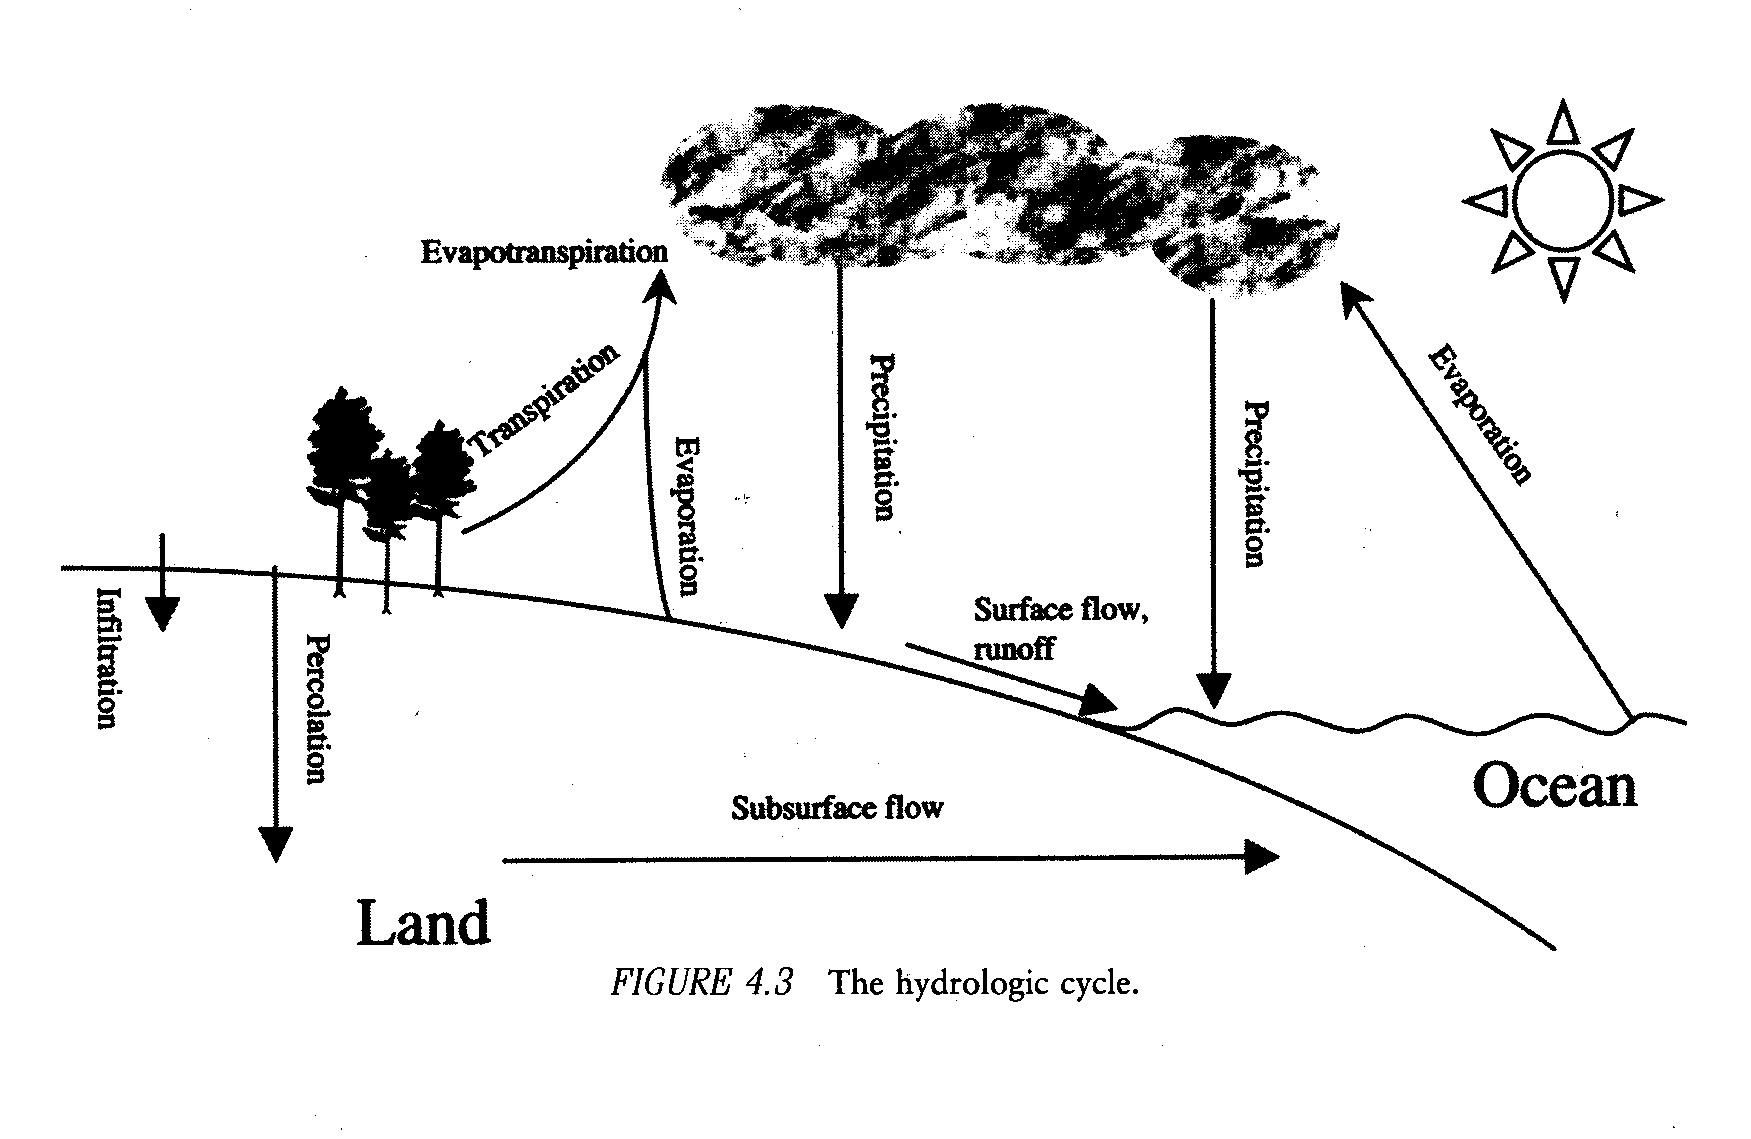 Evapotranspiration
Transpiration
Evaporation
Precipitation
Precipitation
Evaporation
Infiltration
Percolation
Surface flow,
runoff
Subsurface flow
Ocean
Land
FIGURE 4.3 The hydrologic cycle.